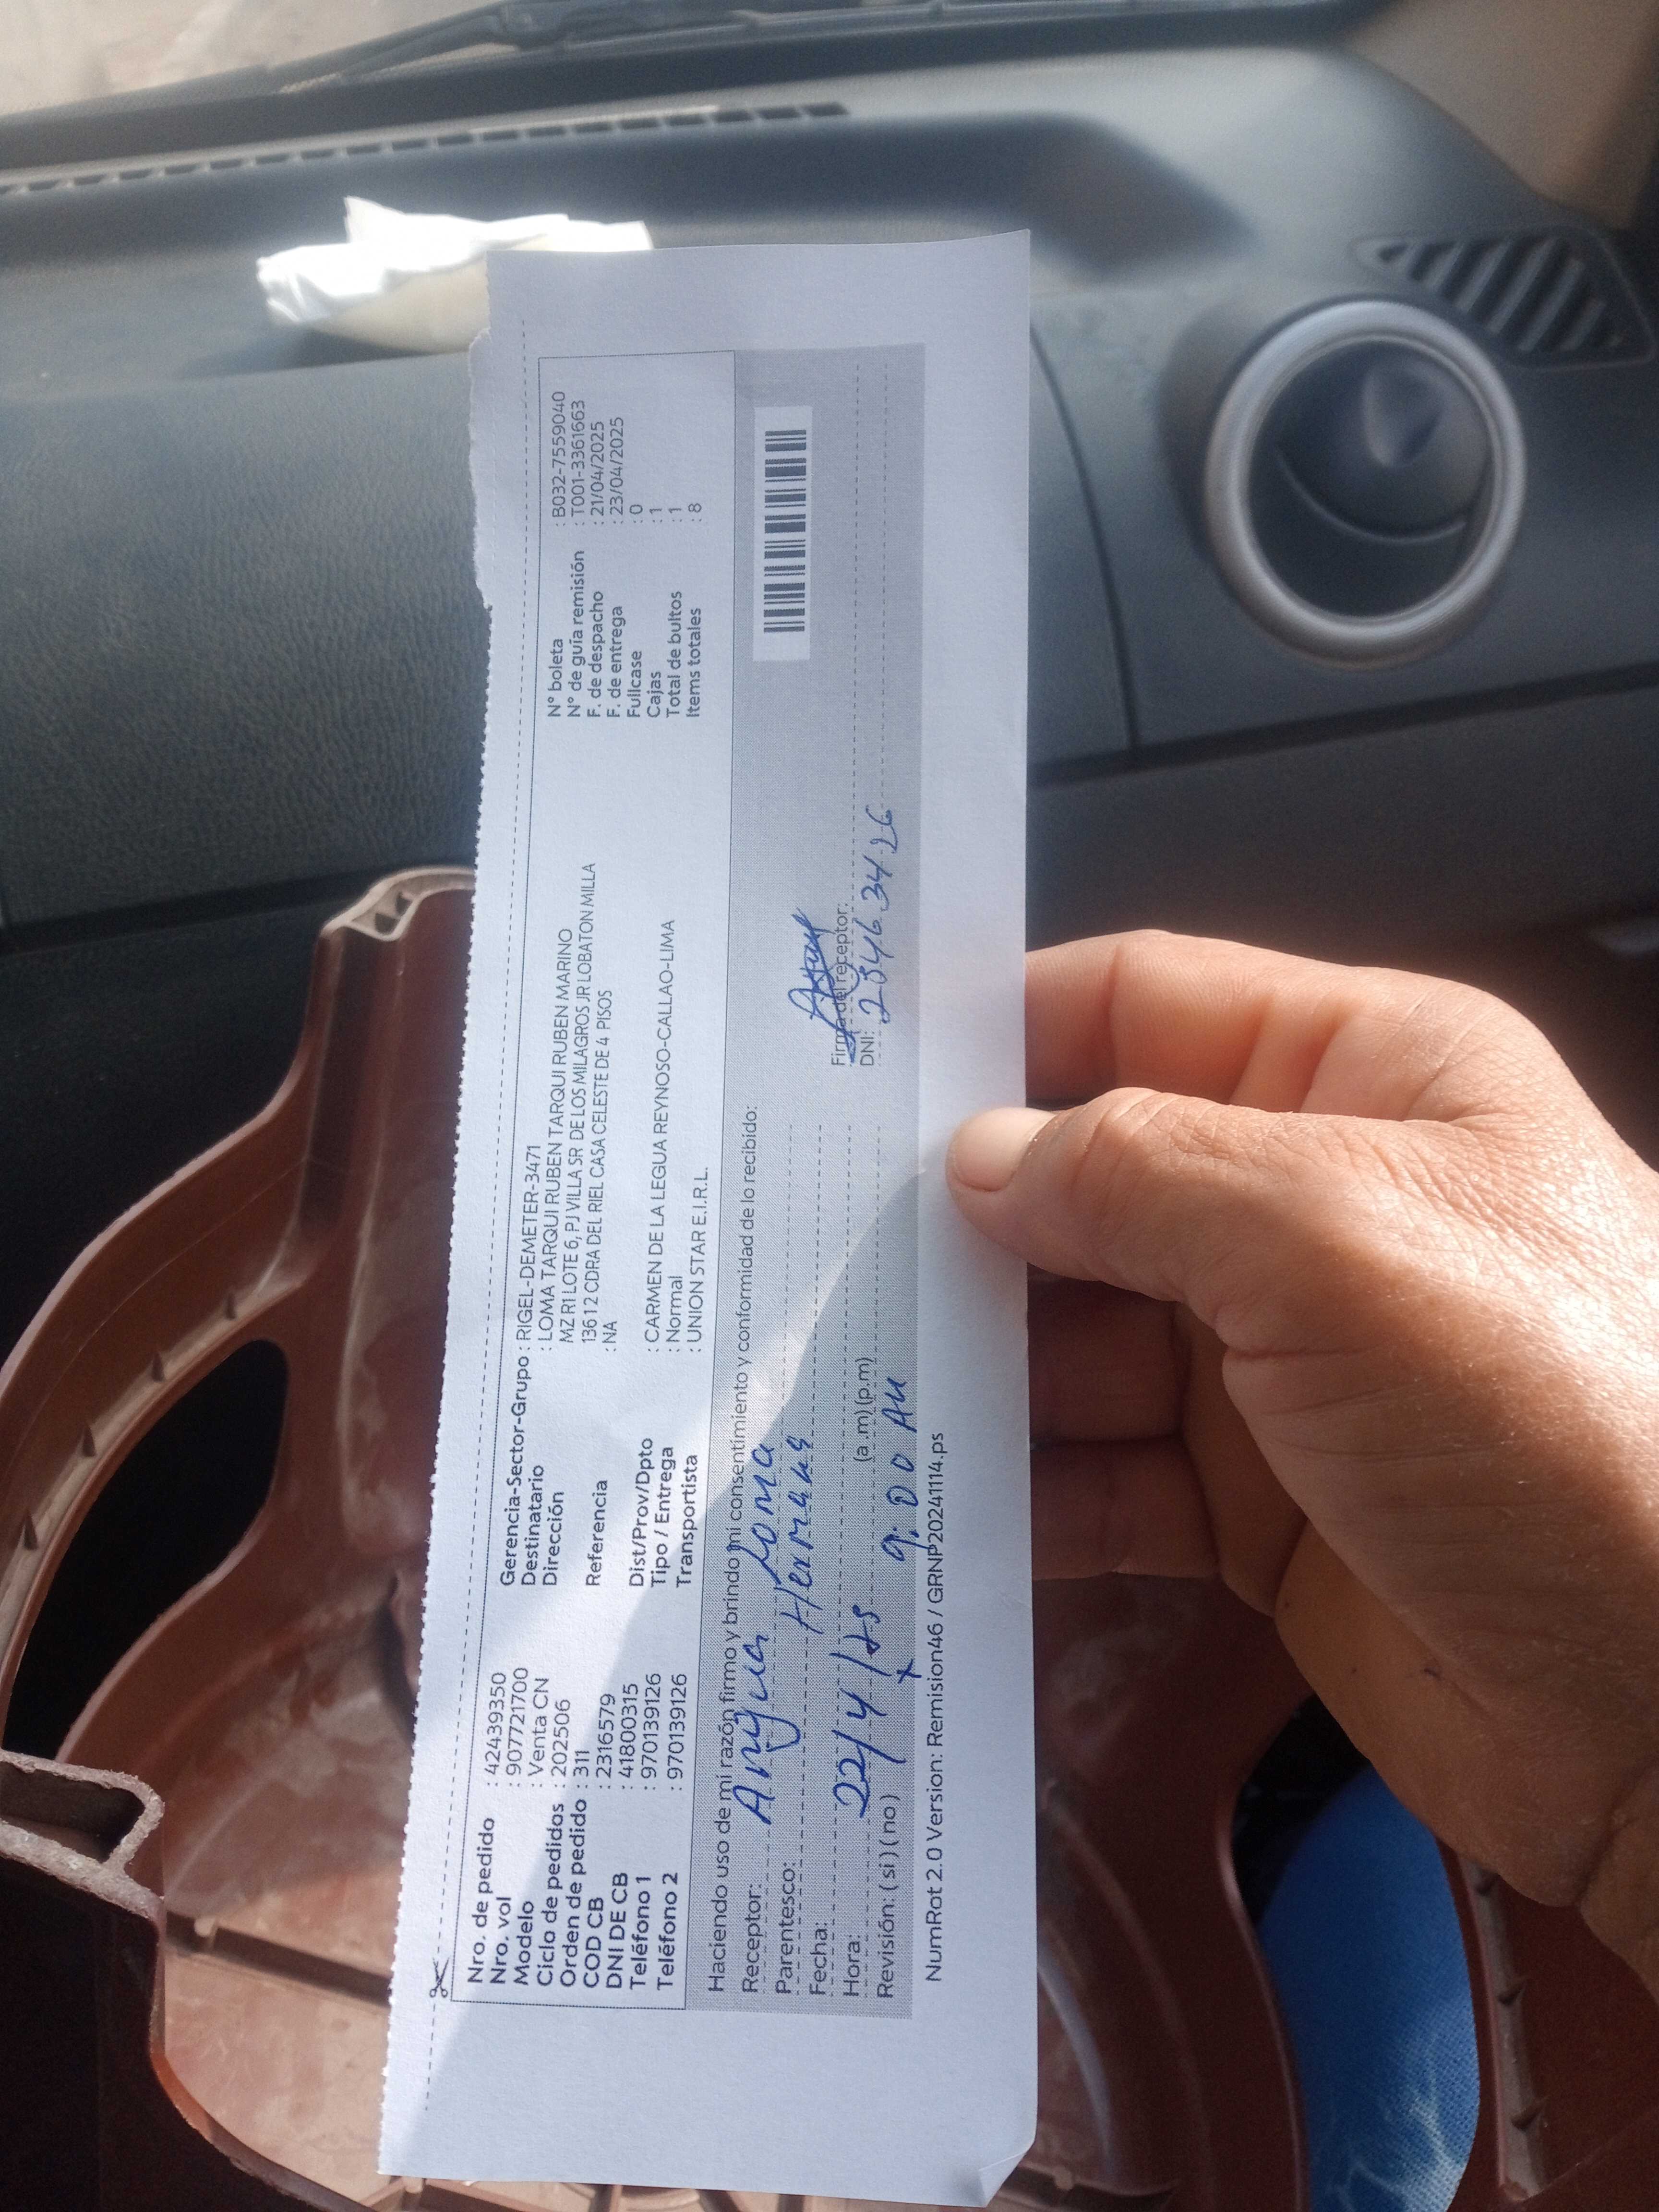 Nro. de pedido : 42439350
Nro. vol : 907721700
Modelo : Venta CN
Ciclo de pedidos : 202506
Orden de pedido : 311
COD CB : 2316579
DNI DE CB : 41800315
Teléfono 1 : 970139126
Teléfono 2 : 970139126
Gerencia-Sector-Grupo : RIGEL-DEMETER-3471
Destinatario : LOMA TARQUI RUBEN TARQUI RUBEN MARINO
Dirección MZ R1 LOTE 6, PJ VILLA SR DE LOS MILAGROS JR LOBATON MILLA
136 1 2 CDRA DEL RIEL CASA CELESTE DE 4 PISOS
Referencia : NA
Dist/Prov/Dpto : CARMEN DE LA LEGUA REYNOSO-CALLAO-LIMA
Tipo / Entrega : Normal
Transportista : UNION STAR E.I.R.L.
N° boleta : B032-7559040
N° de guía remisión : T001-3361663
F. de despacho : 21/04/2025
F. de entrega : 23/04/2025
Fullcase : 0
Cajas : 1
Total de bultos : 1
Items totales : 8
Haciendo uso de mi razón firmo y brindo mi consentimiento y conformidad de lo recibido:
Receptor: Loma
Parentesco: Hermana
Fecha: 22/4/25
Hora: 9:00 AM (a.m) (p.m)
Revisión: ( si ) ( no )
Firma del receptor:
DNI:
NumRot 2.0 Version: Remision46 / GRNP20241114.ps